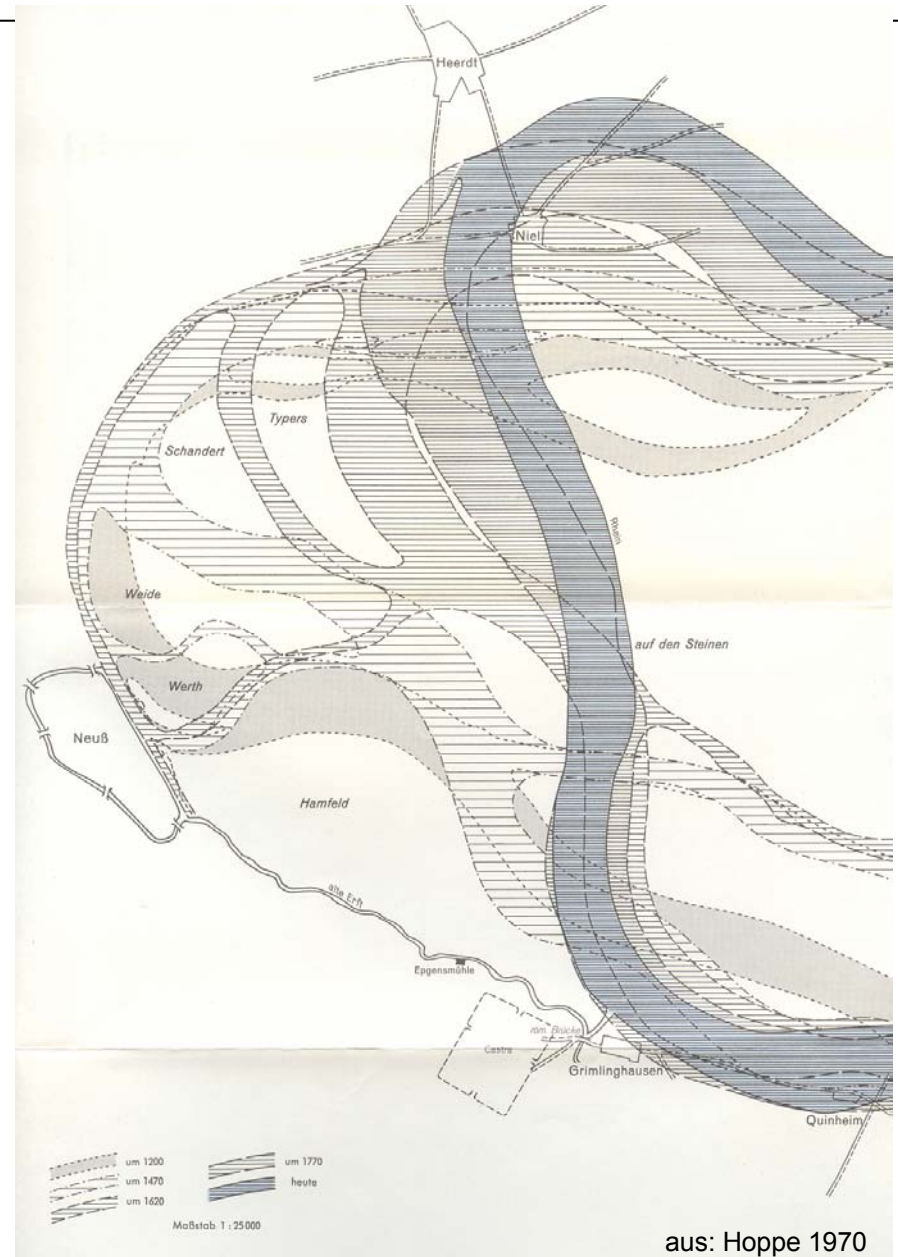 Heerdt
Niel
Typers
Schandert
Rhein
Weide
auf den Steinen
Werth
Neuß
Hamfeld
alte Erft
Epgensmühle
röm. Brücke
Castra
Grimlinghausen
Quinheim
um 1200
um 1470
um 1620
um 1770
heute
Maßstab 1 : 25000
aus: Hoppe 1970